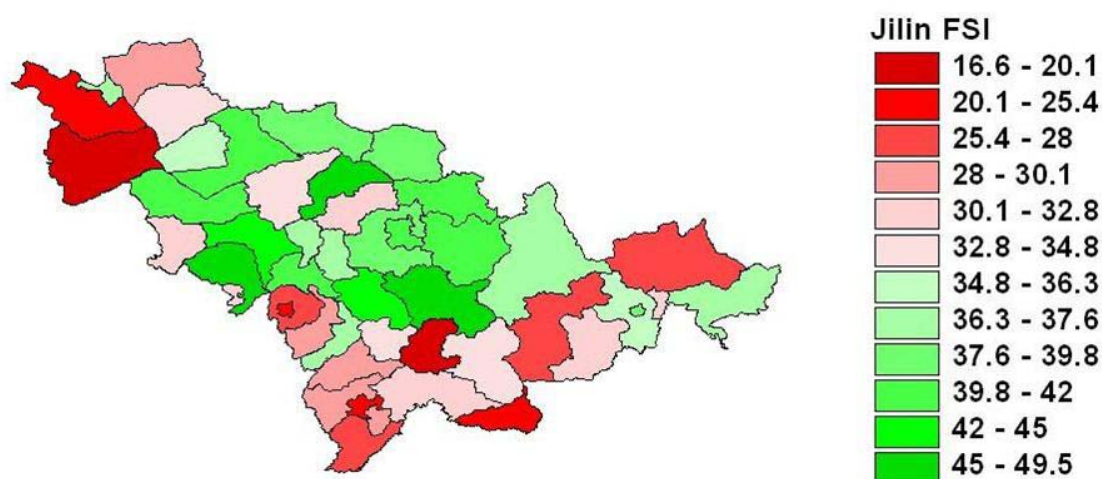 Jilin FSI
16.6 - 20.1
20.1 - 25.4
25.4 - 28
28 - 30.1
30.1 - 32.8
32.8 - 34.8
34.8 - 36.3
36.3 - 37.6
37.6 - 39.8
39.8 - 42
42 - 45
45 - 49.5